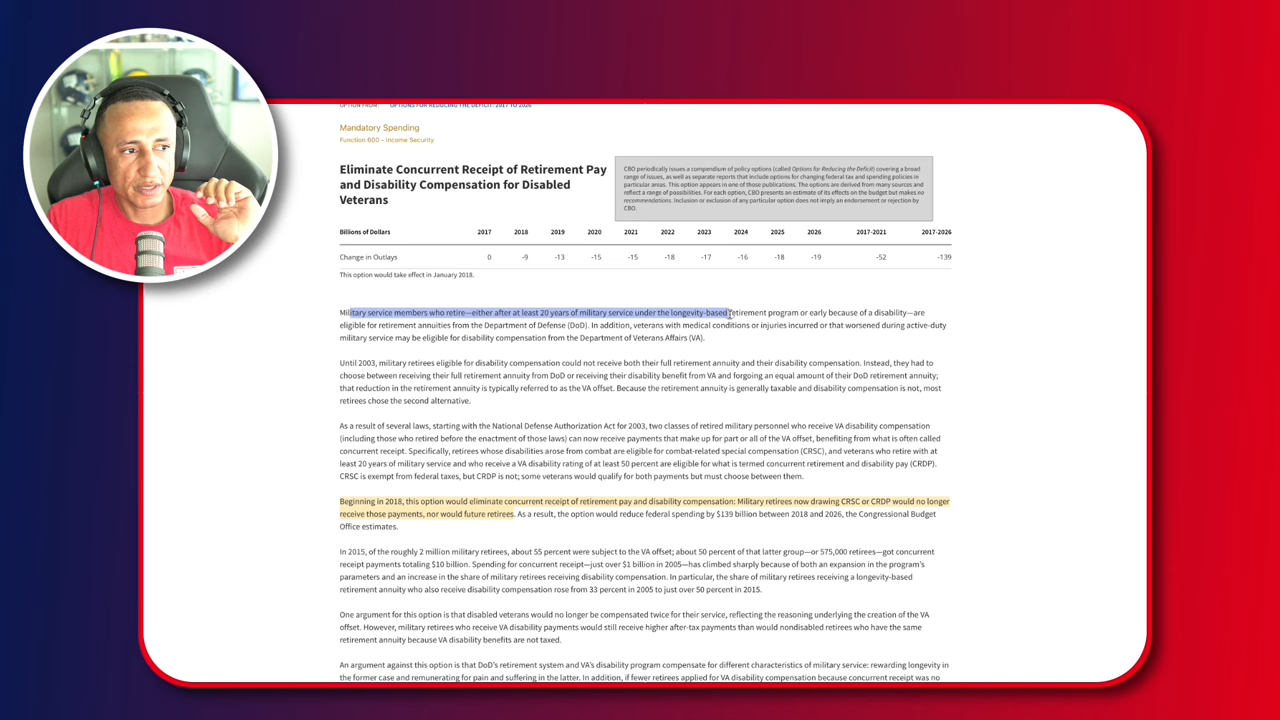 OPTION FROM: OPTIONS FOR REDUCING THE DEFICIT: 2017 TO 2026
Mandatory Spending
Function 600 – Income Security
Eliminate Concurrent Receipt of Retirement Pay
and Disability Compensation for Disabled
Veterans
CBO periodically issues a compendium of policy options (called Options for Reducing the Deficit) covering a broad
range of issues, as well as separate reports that include options for changing federal tax and spending policies in
particular areas. This option appears in one of those publications. The options are derived from many sources and
reflect a range of possibilities. For each option, CBO presents an estimate of its effects on the budget but makes no
recommendations. Inclusion or exclusion of any particular option does not imply an endorsement or rejection by
CBO.
Billions of Dollars 2017 2018 2019 2020 2021 2022 2023 2024 2025 2026 2017-2021 2017-2026
Change in Outlays 0 -9 -13 -15 -15 -18 -17 -16 -18 -19 -52 -139
This option would take effect in January 2018.
Military service members who retire—either after at least 20 years of military service under the longevity-based retirement program or early because of a disability—are
eligible for retirement annuities from the Department of Defense (DoD). In addition, veterans with medical conditions or injuries incurred or that worsened during active-duty
military service may be eligible for disability compensation from the Department of Veterans Affairs (VA).
Until 2003, military retirees eligible for disability compensation could not receive both their full retirement annuity and their disability compensation. Instead, they had to
choose between receiving their full retirement annuity from DoD or receiving their disability benefit from VA and forgoing an equal amount of their DoD retirement annuity;
that reduction in the retirement annuity is typically referred to as the VA offset. Because the retirement annuity is generally taxable and disability compensation is not, most
retirees chose the second alternative.
As a result of several laws, starting with the National Defense Authorization Act for 2003, two classes of retired military personnel who receive VA disability compensation
(including those who retired before the enactment of those laws) can now receive payments that make up for part or all of the VA offset, benefiting from what is often called
concurrent receipt. Specifically, retirees whose disabilities arose from combat are eligible for combat-related special compensation (CRSC), and veterans who retire with at
least 20 years of military service and who receive a VA disability rating of at least 50 percent are eligible for what is termed concurrent retirement and disability pay (CRDP).
CRSC is exempt from federal taxes, but CRDP is not; some veterans would qualify for both payments but must choose between them.
Beginning in 2018, this option would eliminate concurrent receipt of retirement pay and disability compensation: Military retirees now drawing CRSC or CRDP would no longer
receive those payments, nor would future retirees. As a result, the option would reduce federal spending by $139 billion between 2018 and 2026, the Congressional Budget
Office estimates.
In 2015, of the roughly 2 million military retirees, about 55 percent were subject to the VA offset; about 50 percent of that latter group—or 575,000 retirees—got concurrent
receipt payments totaling $10 billion. Spending for concurrent receipt—just over $1 billion in 2005—has climbed sharply because of both an expansion in the program's
parameters and an increase in the share of military retirees receiving disability compensation. In particular, the share of military retirees receiving a longevity-based
retirement annuity who also receive disability compensation rose from 33 percent in 2005 to just over 50 percent in 2015.
One argument for this option is that disabled veterans would no longer be compensated twice for their service, reflecting the reasoning underlying the creation of the VA
offset. However, military retirees who receive VA disability payments would still receive higher after-tax payments than would nondisabled retirees who have the same
retirement annuity because VA disability benefits are not taxed.
An argument against this option is that DoD's retirement system and VA's disability program compensate for different characteristics of military service: rewarding longevity in
the former case and remunerating for pain and suffering in the latter. In addition, if fewer retirees applied for VA disability compensation because concurrent receipt was no